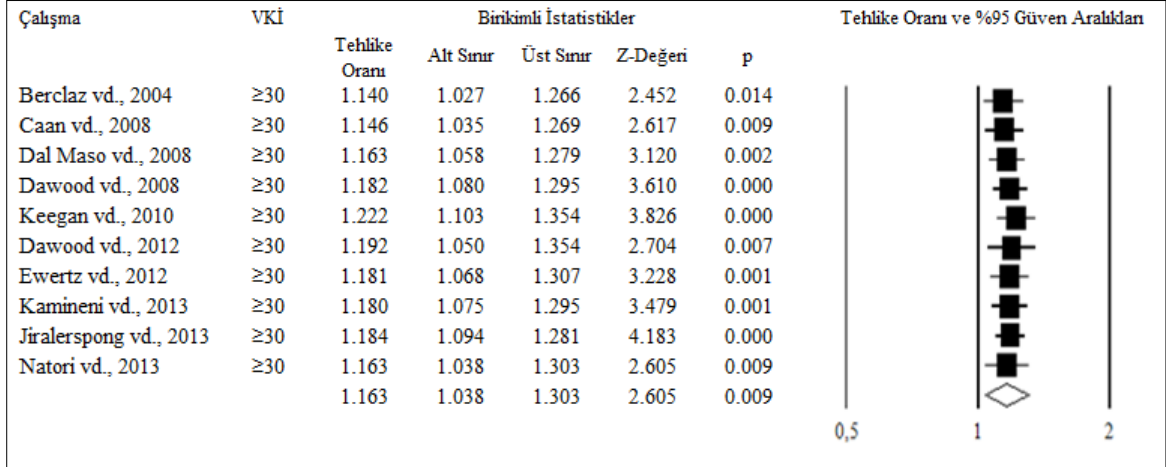 Çalışma VKİ Birikimli İstatistikler Tehlike Oranı ve %95 Güven Aralıkları
Tehlike Oranı Alt Sınır Üst Sınır Z-Değeri p
Berclaz vd., 2004 ≥30 1.140 1.027 1.266 2.452 0.014
Caan vd., 2008 ≥30 1.146 1.035 1.269 2.617 0.009
Dal Maso vd., 2008 ≥30 1.163 1.058 1.279 3.120 0.002
Dawood vd., 2008 ≥30 1.182 1.080 1.295 3.610 0.000
Keegan vd., 2010 ≥30 1.222 1.103 1.354 3.826 0.000
Dawood vd., 2012 ≥30 1.192 1.050 1.354 2.704 0.007
Ewertz vd., 2012 ≥30 1.181 1.068 1.307 3.228 0.001
Kamineni vd., 2013 ≥30 1.180 1.075 1.295 3.479 0.001
Jiralerspong vd., 2013 ≥30 1.184 1.094 1.281 4.183 0.000
Natori vd., 2013 ≥30 1.163 1.038 1.303 2.605 0.009
1.163 1.038 1.303 2.605 0.009
0,5 1 2